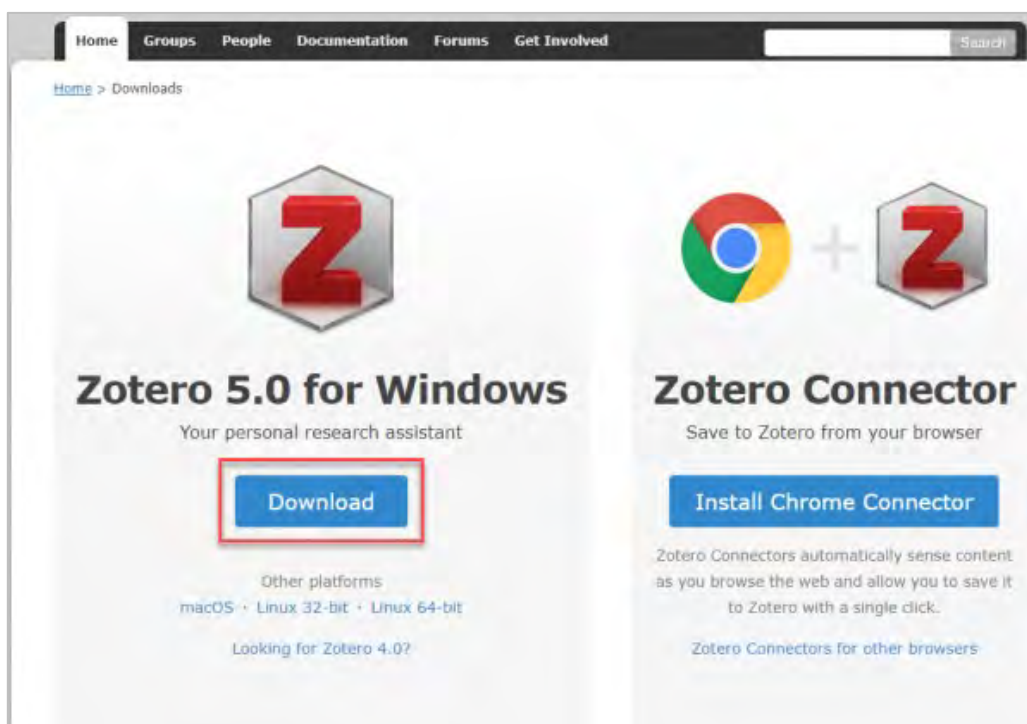 Home Groups People Documentation Forums Get Involved Search
Home > Downloads
Z
Z
Zotero 5.0 for Windows
Your personal research assistant
Download
Other platforms
macOS · Linux 32-bit · Linux 64-bit
Looking for Zotero 4.0?
Zotero Connector
Save to Zotero from your browser
Install Chrome Connector
Zotero Connectors automatically sense content
as you browse the web and allow you to save it
to Zotero with a single click.
Zotero Connectors for other browsers